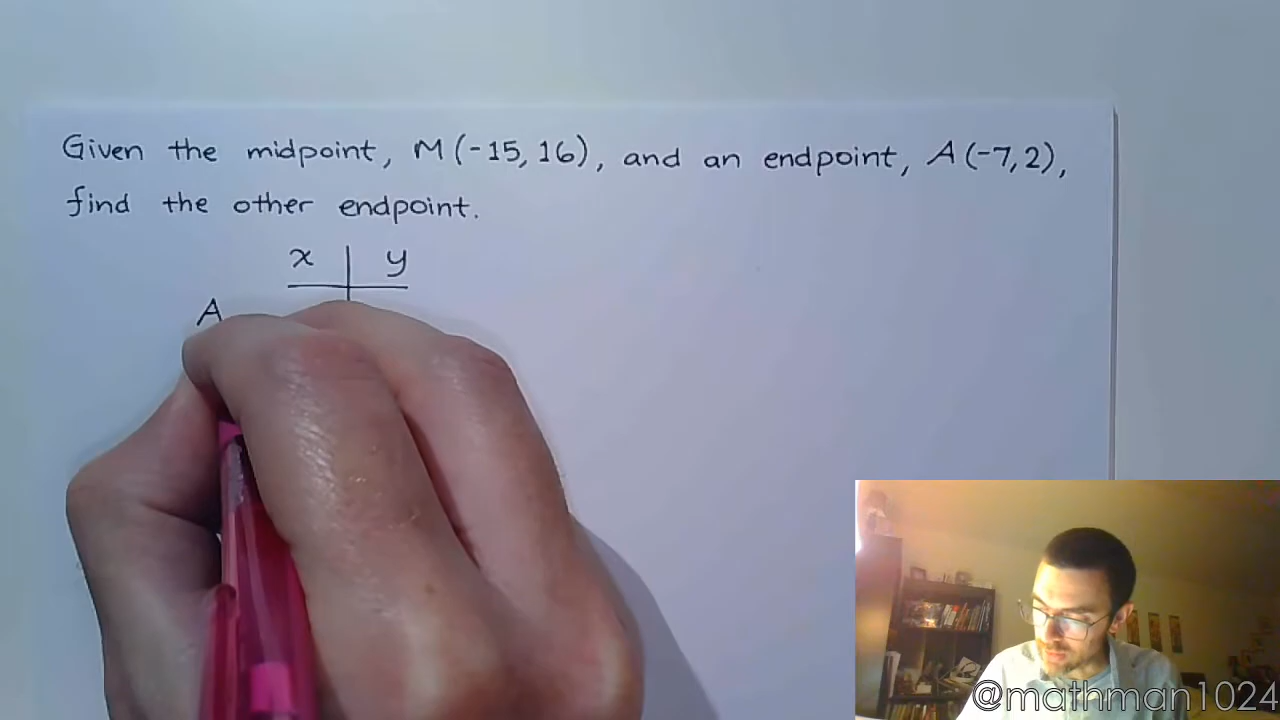 Given the midpoint, M(-15, 16), and an endpoint, A(-7, 2),
find the other endpoint.
x y
A
@mathman1024